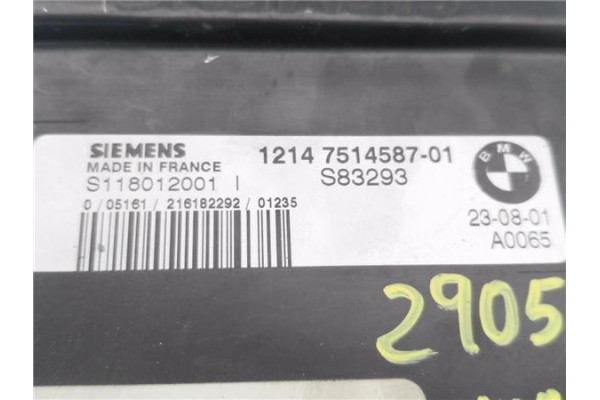 SIEMENS
MADE IN FRANCE
S118012001 I
0 /05161/ 216182292 / 01235
1214 7514587-01
S83293
BMW
23-08-01
A0065
2905